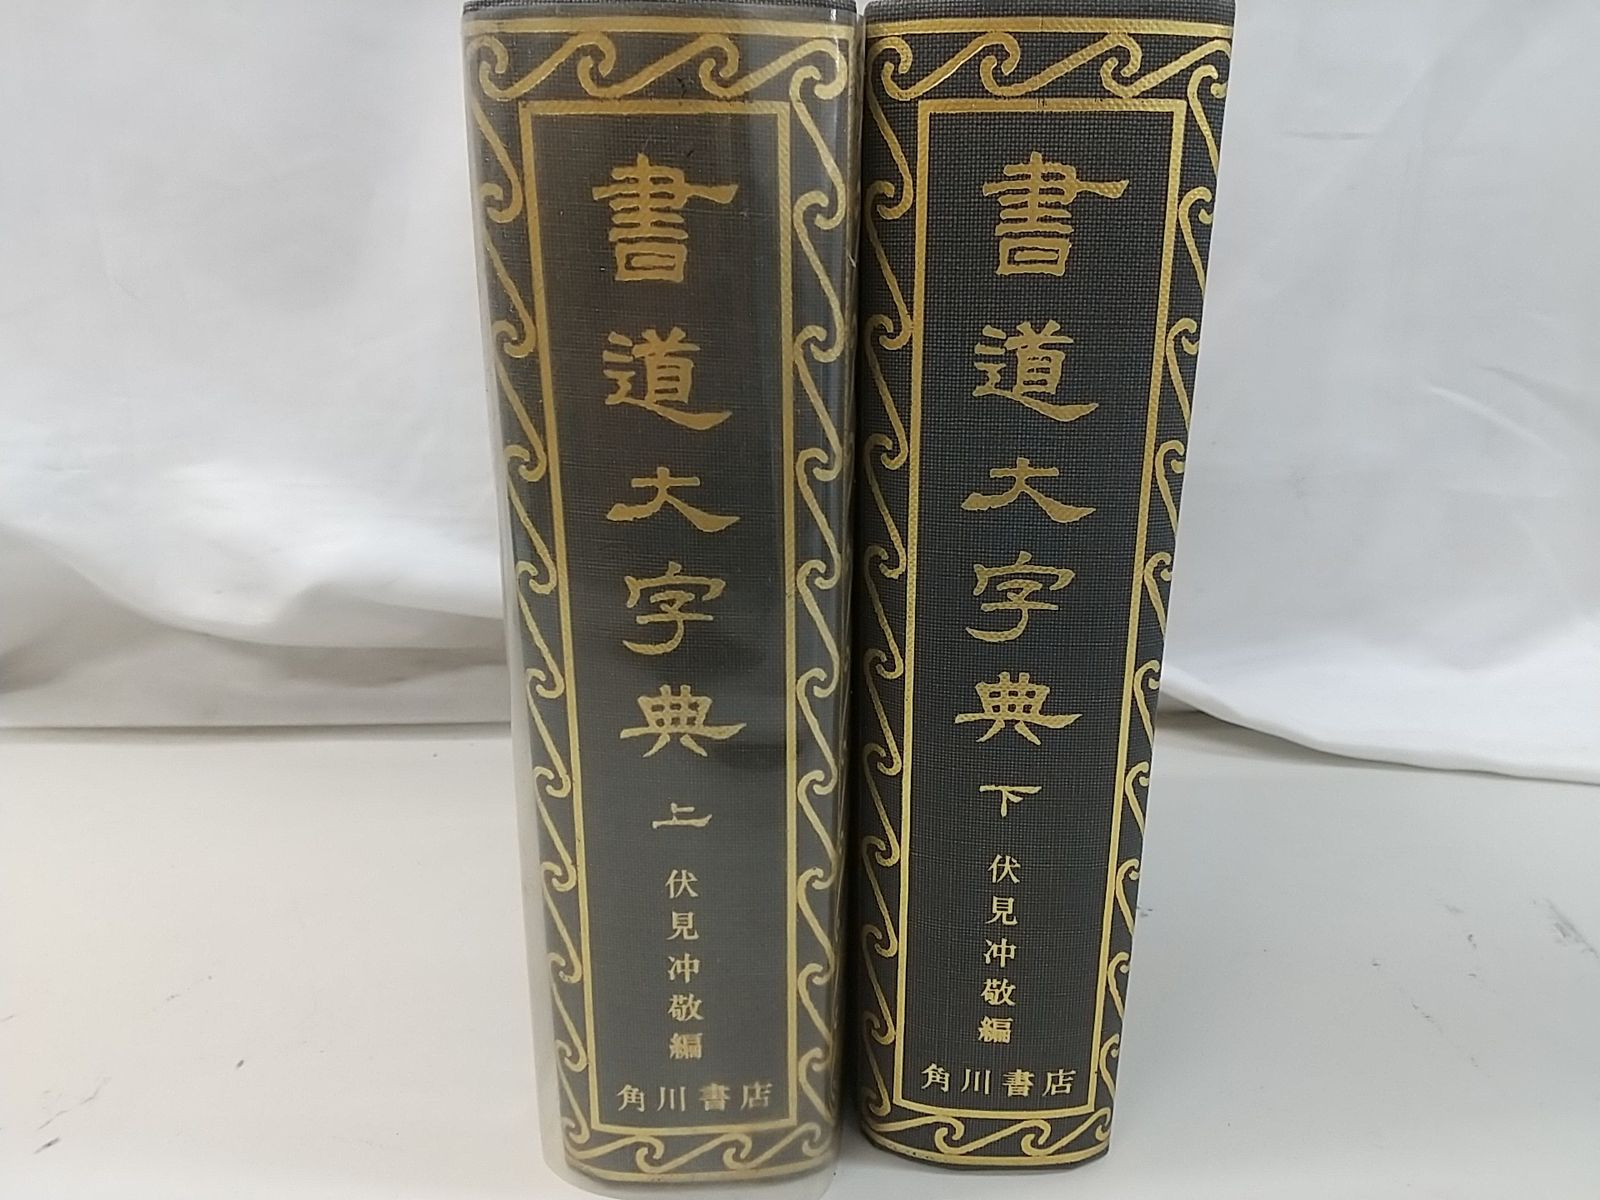 書道大字典 上
伏見冲敬編
角川書店
書道大字典 下
伏見冲敬編
角川書店